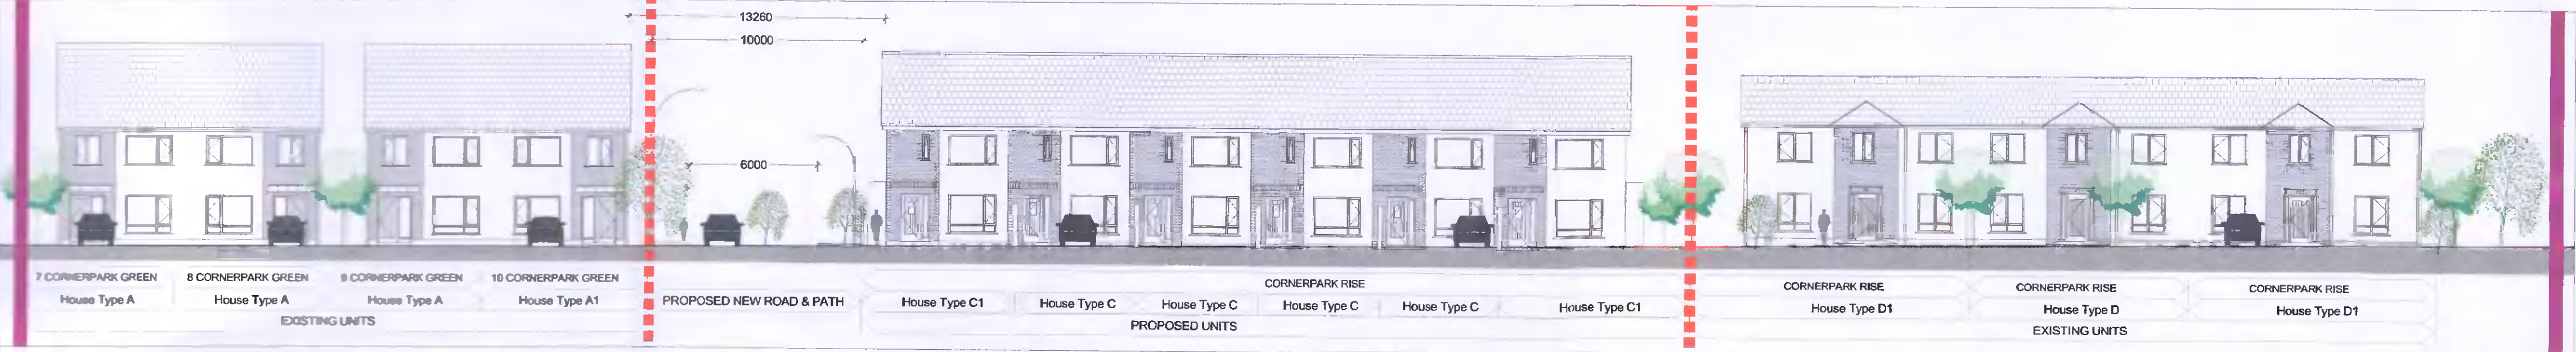 13260
10000
6000
7 CORNERPARK GREEN
8 CORNERPARK GREEN
9 CORNERPARK GREEN
10 CORNERPARK GREEN
House Type A
House Type A
House Type A
House Type A1
EXISTING UNITS
PROPOSED NEW ROAD & PATH
CORNERPARK RISE
House Type C1
House Type C
House Type C
House Type C
House Type C
House Type C1
PROPOSED UNITS
CORNERPARK RISE
CORNERPARK RISE
CORNERPARK RISE
House Type D1
House Type D
House Type D1
EXISTING UNITS